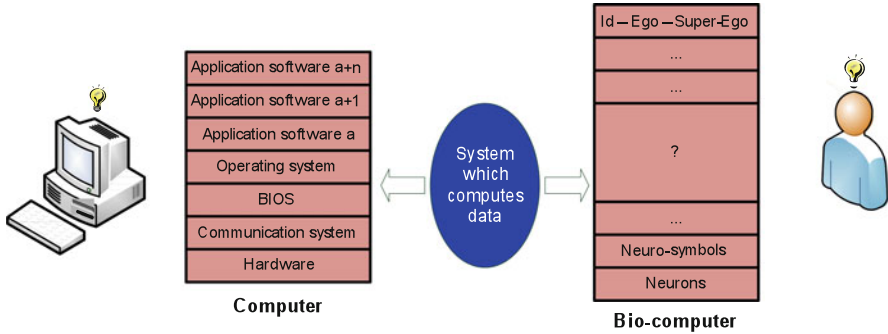 Application software a+n
Application software a+1
Application software a
Operating system
BIOS
Communication system
Hardware
Computer
System
which
computes
data
Id – Ego – Super-Ego
...
...
?
...
Neuro-symbols
Neurons
Bio-computer